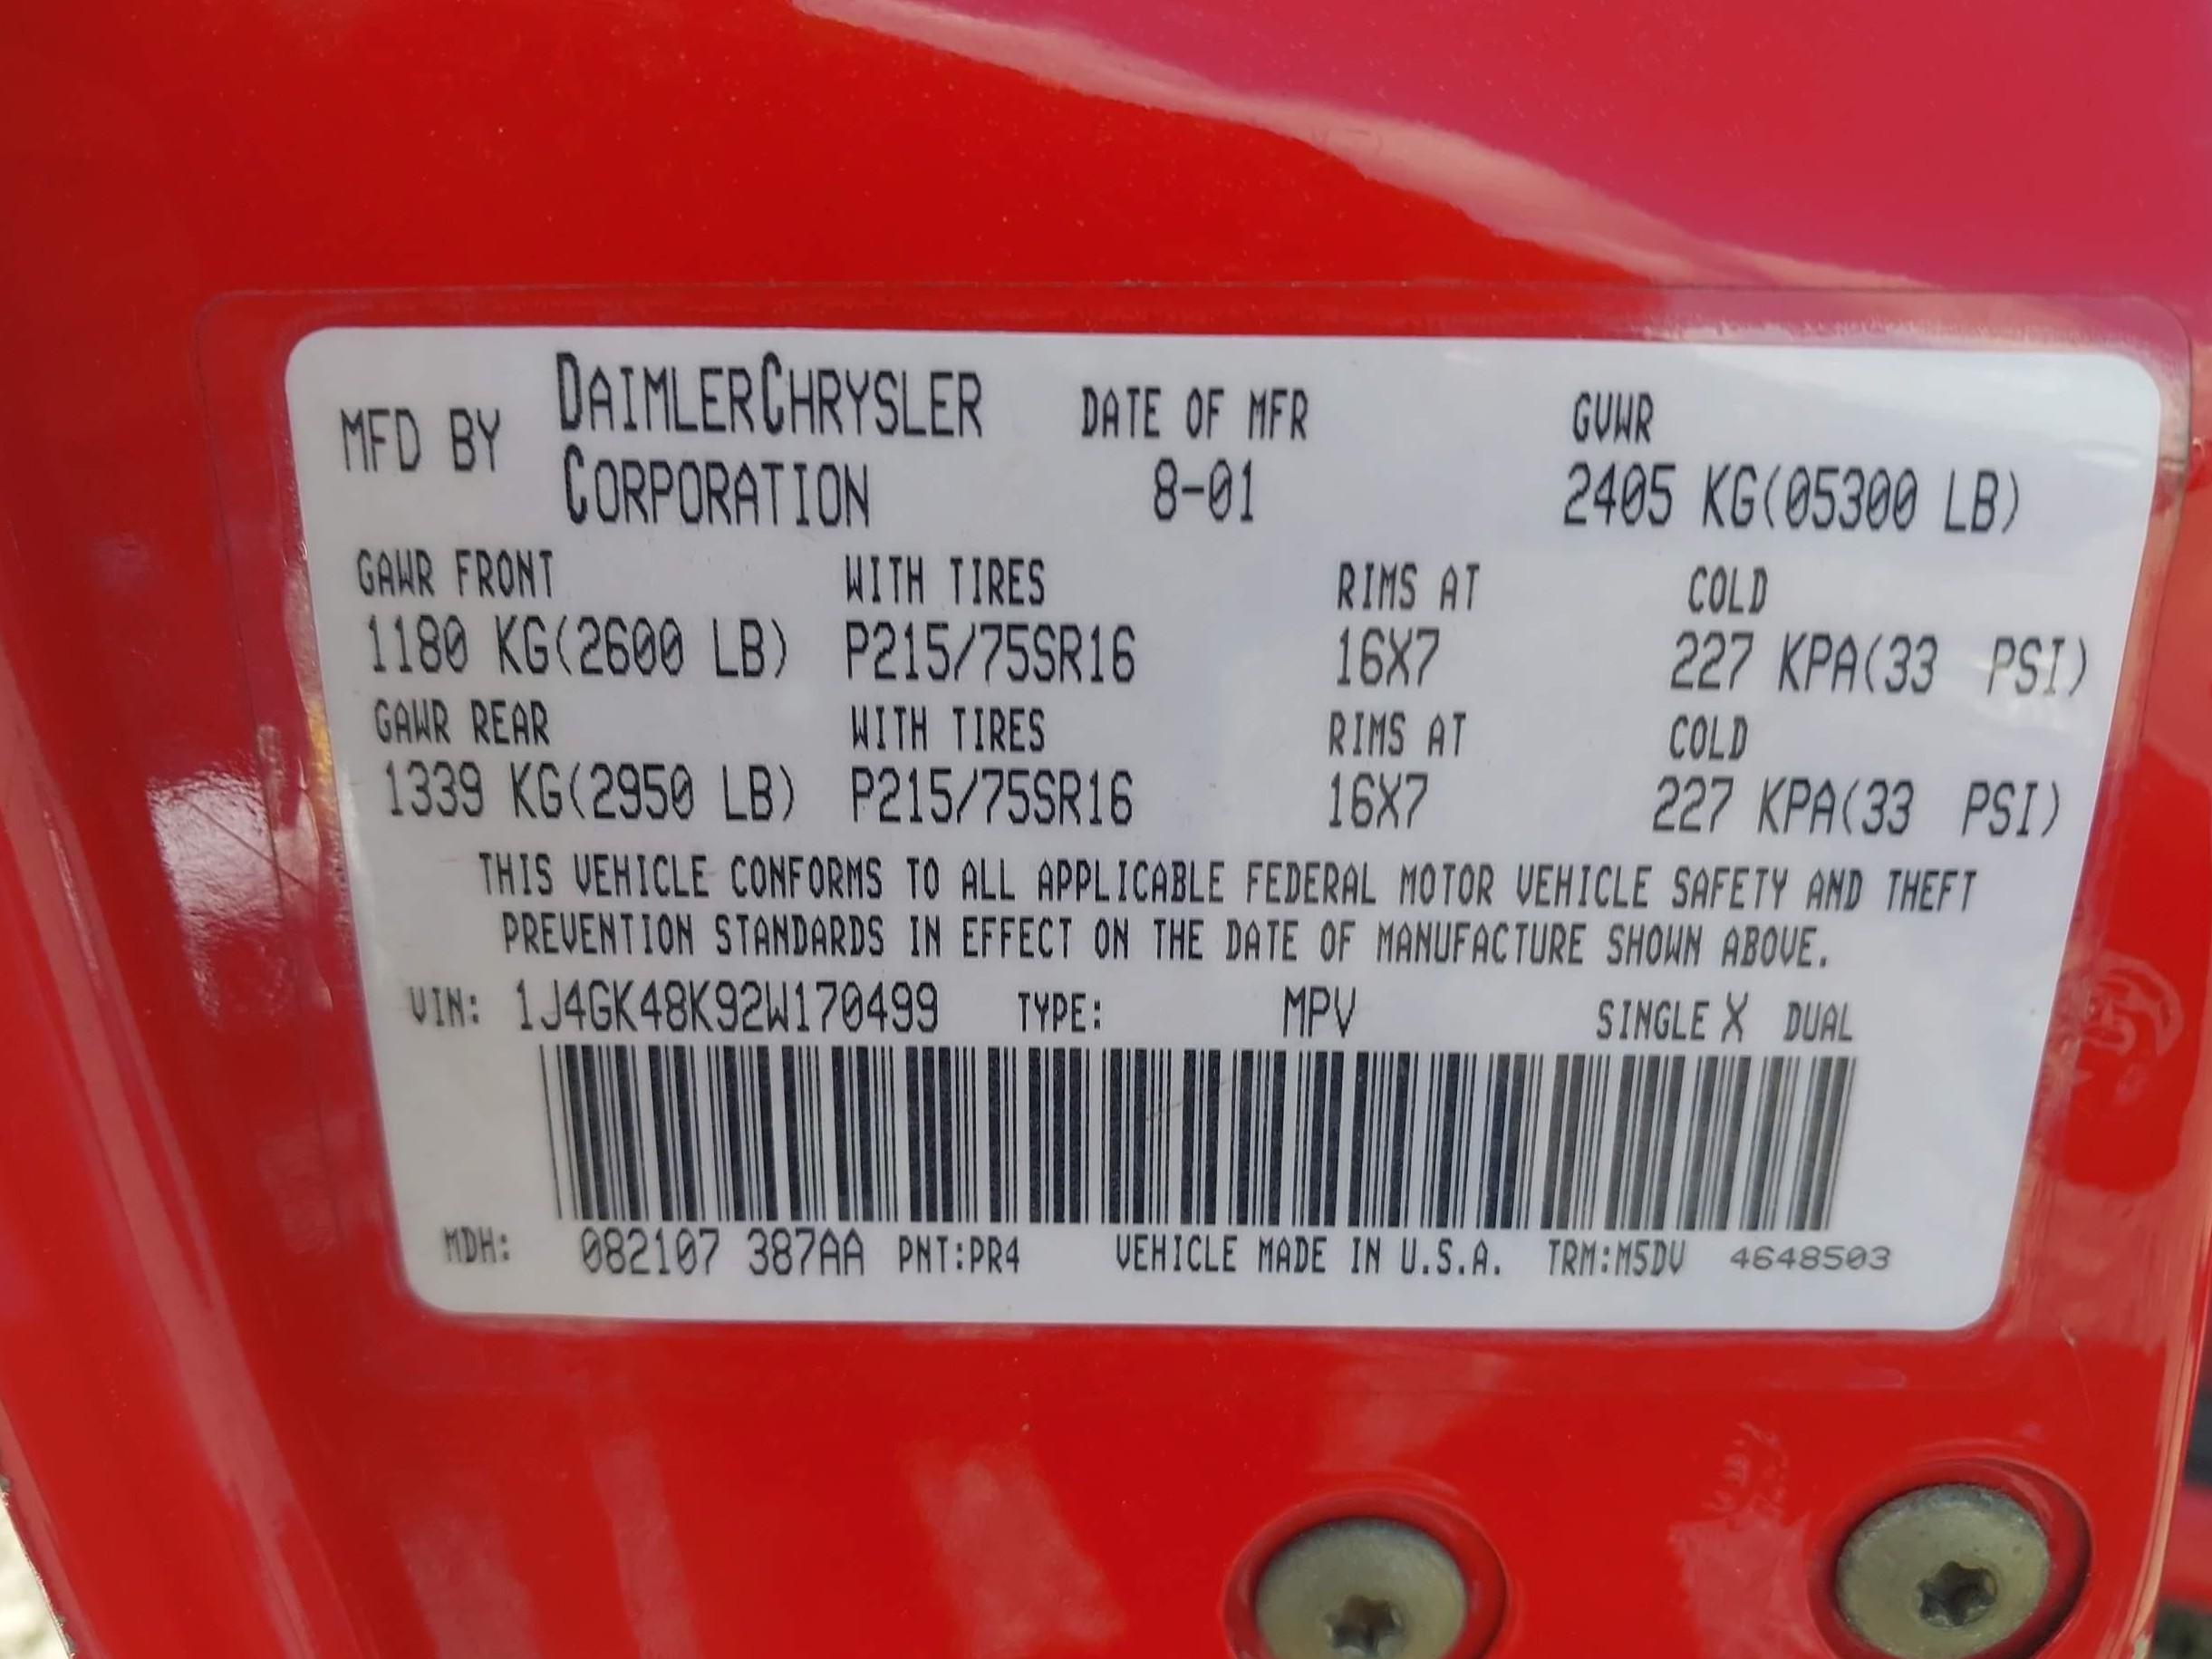 MFD BY DAIMLERCHRYSLER CORPORATION DATE OF MFR 8-01 GVWR 2405 KG(05300 LB)
GAWR FRONT WITH TIRES RIMS AT COLD
1180 KG(2600 LB) P215/75SR16 16X7 227 KPA(33 PSI)
GAWR REAR WITH TIRES RIMS AT COLD
1339 KG(2950 LB) P215/75SR16 16X7 227 KPA(33 PSI)
THIS VEHICLE CONFORMS TO ALL APPLICABLE FEDERAL MOTOR VEHICLE SAFETY AND THEFT
PREVENTION STANDARDS IN EFFECT ON THE DATE OF MANUFACTURE SHOWN ABOVE.
VIN: 1J4GK48K92W170499 TYPE: MPV SINGLE X DUAL
MDH: 082107 387AA PNT:PR4 VEHICLE MADE IN U.S.A. TRM:M5DV 4648503